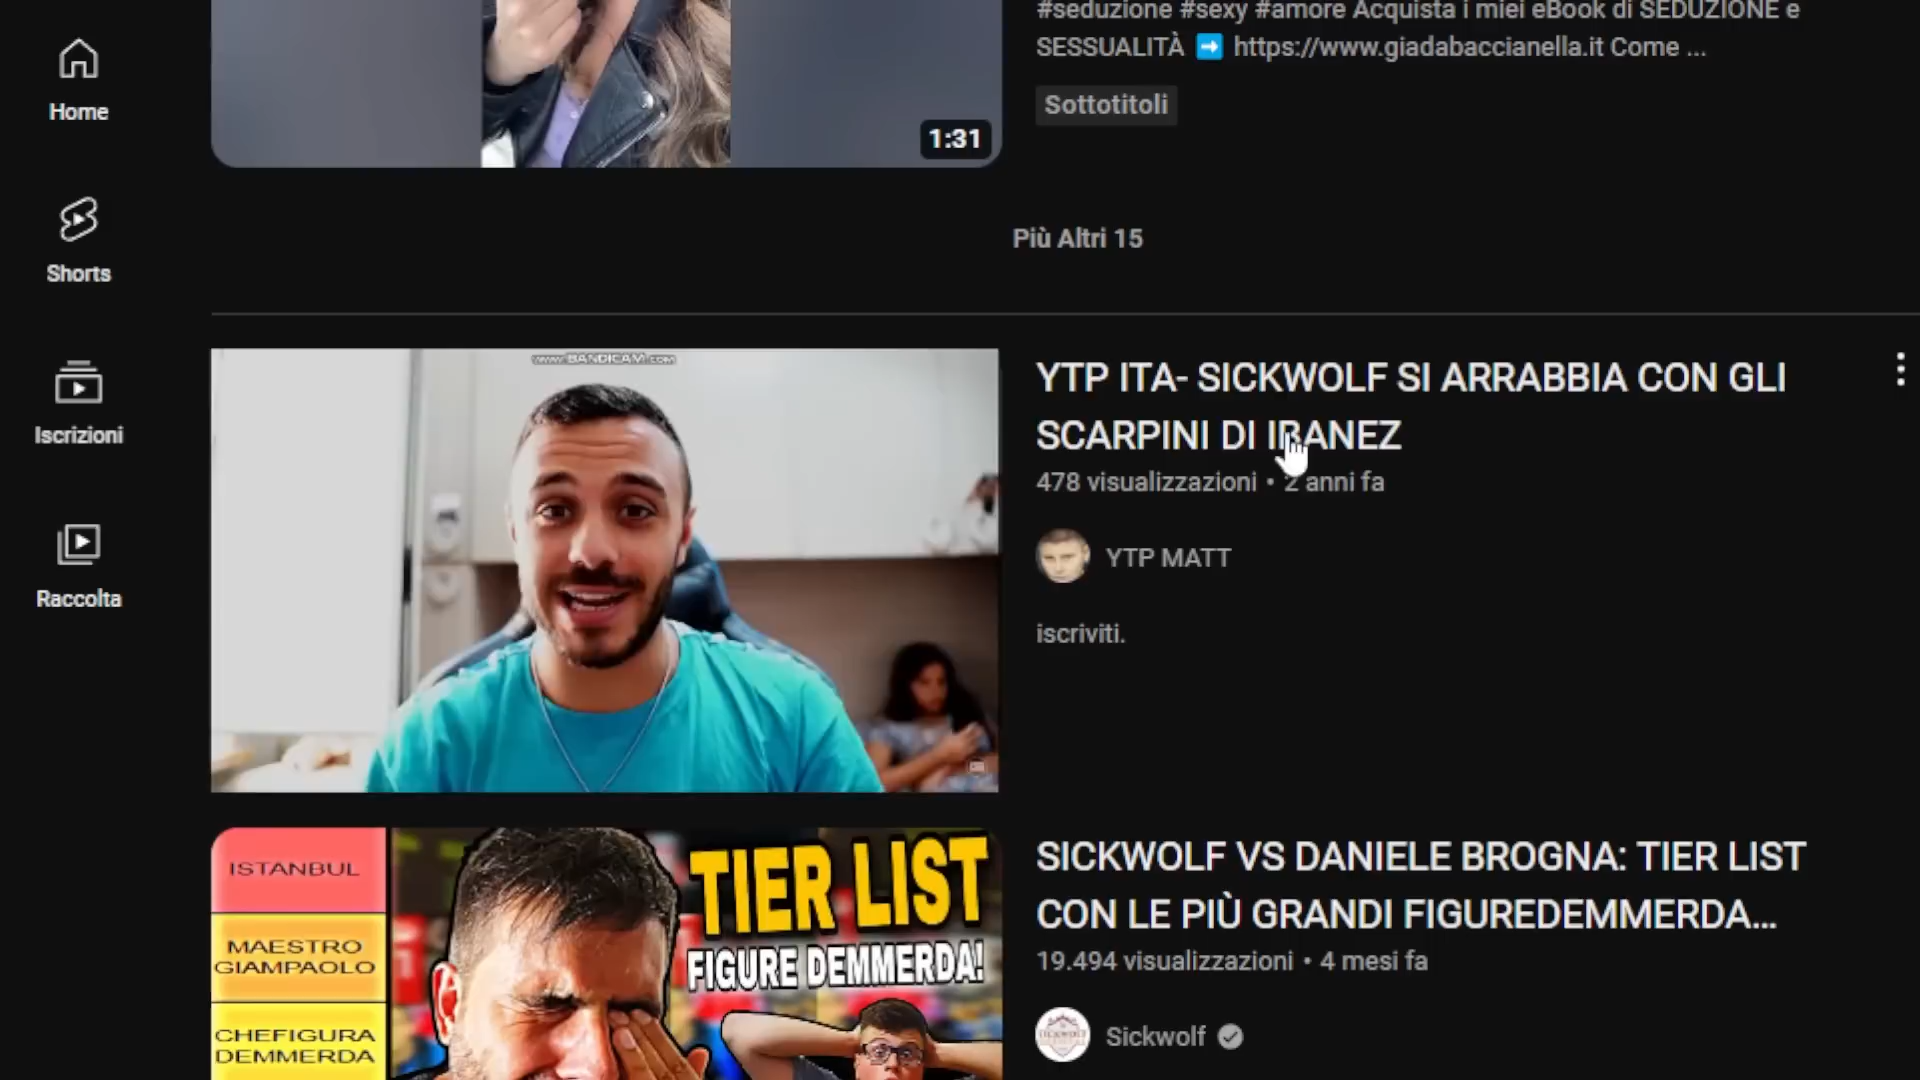 Home
Shorts
Iscrizioni
Raccolta
#seduzione #sexy #amore Acquista i miei eBook di SEDUZIONE e
SESSUALITÀ ➡ https://www.giadabaccianella.it Come ...
Sottotitoli
1:31
Più Altri 15
www.BANDICAM.com
YTP ITA- SICKWOLF SI ARRABBIA CON GLI
SCARPINI DI IBANEZ
478 visualizzazioni • 2 anni fa
YTP MATT
iscriviti.
ISTANBUL
MAESTRO
GIAMPAOLO
CHEFIGURA
DEMMERDA
TIER LIST
FIGURE DEMMERDA!
SICKWOLF VS DANIELE BROGNA: TIER LIST
CON LE PIÙ GRANDI FIGUREDEMMERDA...
19.494 visualizzazioni • 4 mesi fa
Sickwolf